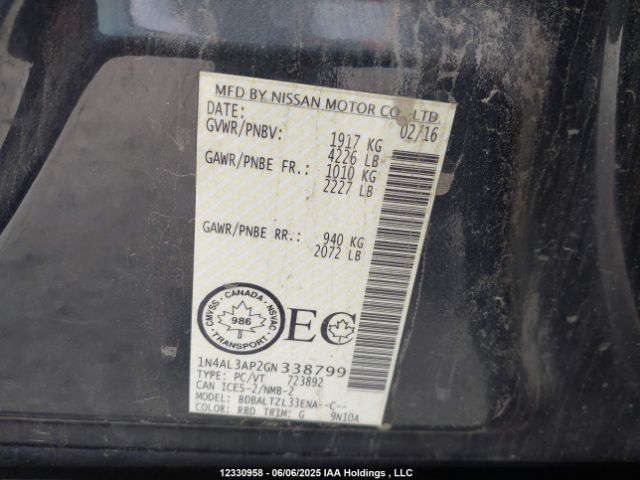 MFD BY NISSAN MOTOR CO., LTD.
DATE: 02/16
GVWR/PNBV: 1917 KG
4226 LB
GAWR/PNBE FR.: 1010 KG
2227 LB
GAWR/PNBE RR.: 940 KG
2072 LB
CMVSS · CANADA · NSVAC
986
TRANSPORT
EC
1N4AL3AP2GN338799
TYPE: PC/VT 723892
CAN ICES-2/NMB-2
MODEL: BDBALTZL33ENA--C--
COLOR: RBD TRIM: G 9N10A
12330958 - 06/06/2025 IAA Holdings , LLC